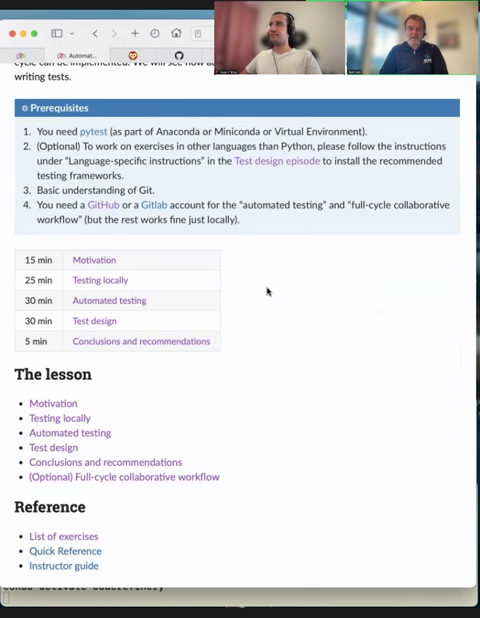 Automat...
writing tests.
Prerequisites
1. You need pytest (as part of Anaconda or Miniconda or Virtual Environment).
2. (Optional) To work on exercises in other languages than Python, please follow the instructions
under “Language-specific instructions” in the Test design episode to install the recommended
testing frameworks.
3. Basic understanding of Git.
4. You need a GitHub or a Gitlab account for the “automated testing” and “full-cycle collaborative
workflow” (but the rest works fine just locally).
15 min Motivation
25 min Testing locally
30 min Automated testing
30 min Test design
5 min Conclusions and recommendations
The lesson
• Motivation
• Testing locally
• Automated testing
• Test design
• Conclusions and recommendations
• (Optional) Full-cycle collaborative workflow
Reference
• List of exercises
• Quick Reference
• Instructor guide